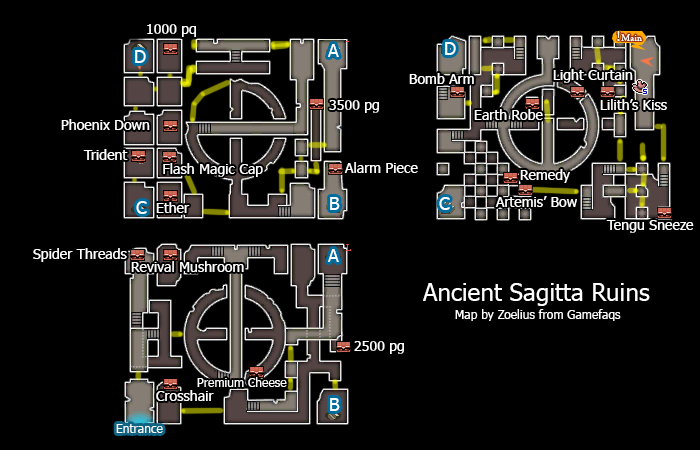 1000 pq
D
A
3500 pg
Phoenix Down
Trident
Flash Magic Cap
Alarm Piece
C
Ether
B
! Main
D
Bomb Arm
Light Curtain
Lilith's Kiss
Earth Robe
Remedy
C
Artemis' Bow
Tengu Sneeze
Spider Threads
Revival Mushroom
A
2500 pg
Premium Cheese
Crosshair
B
Entrance
Ancient Sagitta Ruins
Map by Zoelius from Gamefaqs